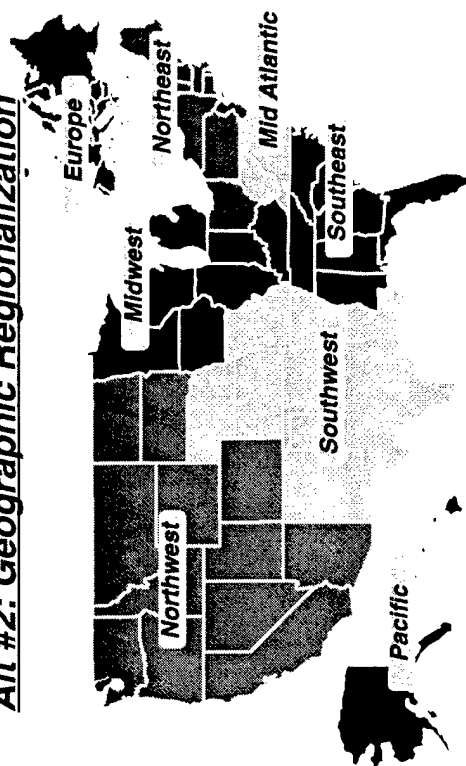 Alt #2: Geographic Regionalization
Europe
Northeast
Midwest
Mid Atlantic
Northwest
Southeast
Southwest
Pacific